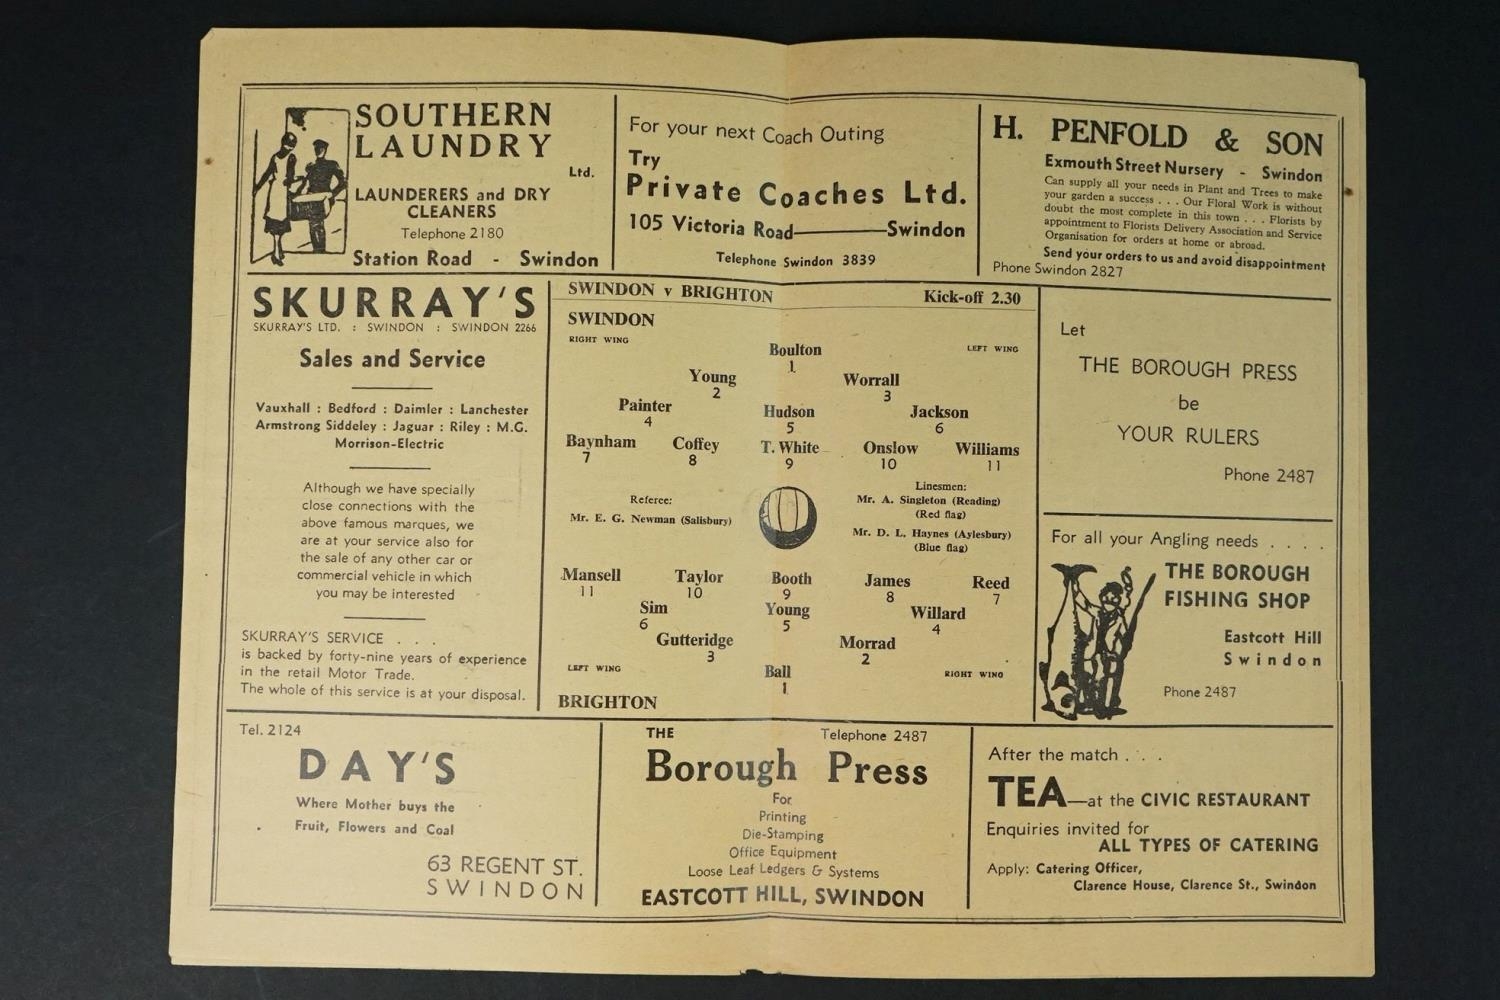 SOUTHERN
LAUNDRY
Ltd.
LAUNDERERS and DRY
CLEANERS
Telephone 2180
Station Road - Swindon
For your next Coach Outing
Try
Private Coaches Ltd.
105 Victoria Road———Swindon
Telephone Swindon 3839
H. PENFOLD & SON
Exmouth Street Nursery - Swindon
Can supply all your needs in Plant and Trees to make
your garden a success . . . Our Floral Work is without
doubt the most complete in this town . . . Florists by
appointment to Florists Delivery Association and Service
Organisation for orders at home or abroad.
Send your orders to us and avoid disappointment
Phone Swindon 2827
SKURRAY'S
SKURRAY'S LTD. : SWINDON : SWINDON 2266
Sales and Service
Vauxhall : Bedford : Daimler : Lanchester
Armstrong Siddeley : Jaguar : Riley : M.G.
Morrison-Electric
Although we have specially
close connections with the
above famous marques, we
are at your service also for
the sale of any other car or
commercial vehicle in which
you may be interested
SKURRAY'S SERVICE . . .
is backed by forty-nine years of experience
in the retail Motor Trade.
The whole of this service is at your disposal.
SWINDON v BRIGHTON Kick-off 2.30
SWINDON
RIGHT WING LEFT WING
Boulton
1
Young Worrall
2 3
Painter Hudson Jackson
4 5 6
Baynham Coffey T. White Onslow Williams
7 8 9 10 11
Referee:
Mr. E. G. Newman (Salisbury)
Linesmen:
Mr. A. Singleton (Reading)
(Red flag)
Mr. D. L. Haynes (Aylesbury)
(Blue flag)
Mansell Taylor Booth James Reed
11 10 9 8 7
Sim Young Willard
6 5 4
Gutteridge Morrad
3 2
LEFT WING Ball RIGHT WING
1
BRIGHTON
Let
THE BOROUGH PRESS
be
YOUR RULERS
Phone 2487
For all your Angling needs . . . .
THE BOROUGH
FISHING SHOP
Eastcott Hill
Swindon
Phone 2487
Tel. 2124
DAY'S
Where Mother buys the
Fruit, Flowers and Coal
63 REGENT ST.
SWINDON
THE Telephone 2487
Borough Press
For
Printing
Die-Stamping
Office Equipment
Loose Leaf Ledgers & Systems
EASTCOTT HILL, SWINDON
After the match . . .
TEA—at the CIVIC RESTAURANT
Enquiries invited for
ALL TYPES OF CATERING
Apply: Catering Officer,
Clarence House, Clarence St., Swindon